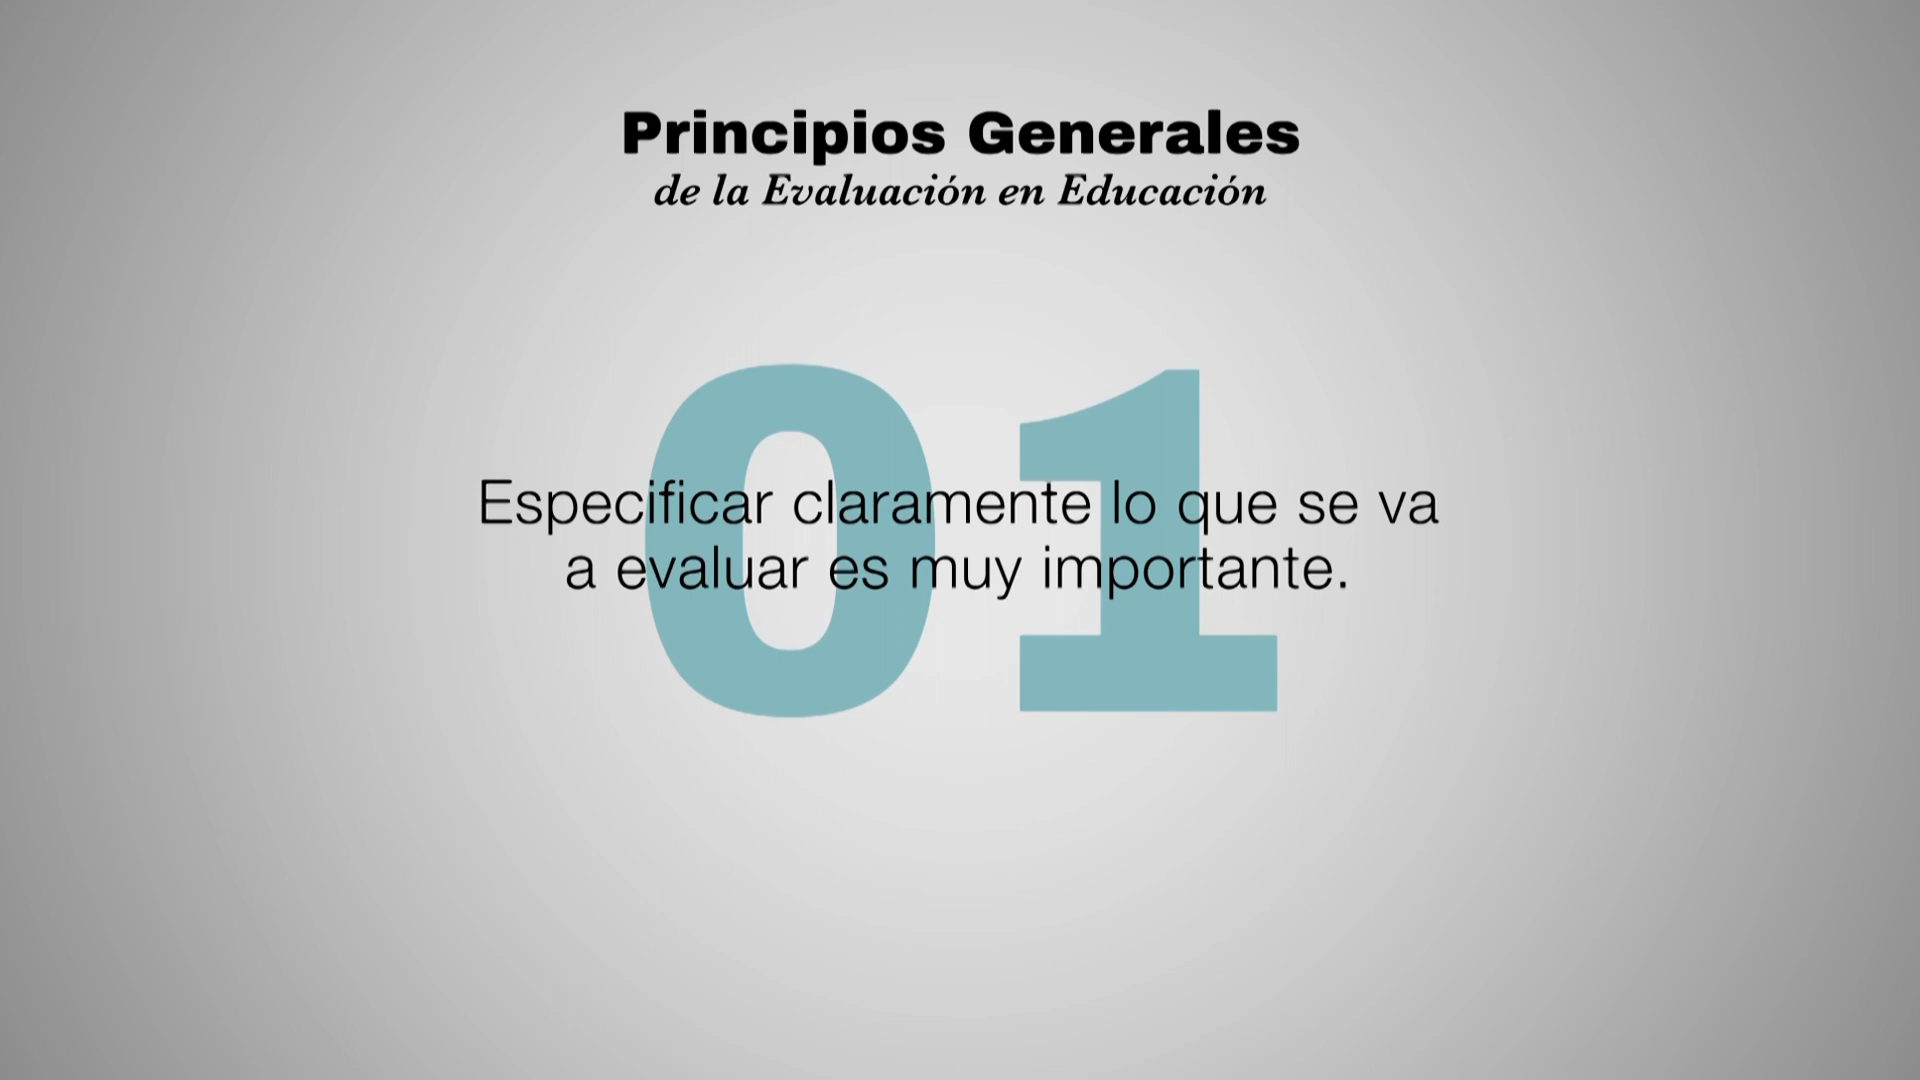 Principios Generales
de la Evaluación en Educación
01
Especificar claramente lo que se va
a evaluar es muy importante.